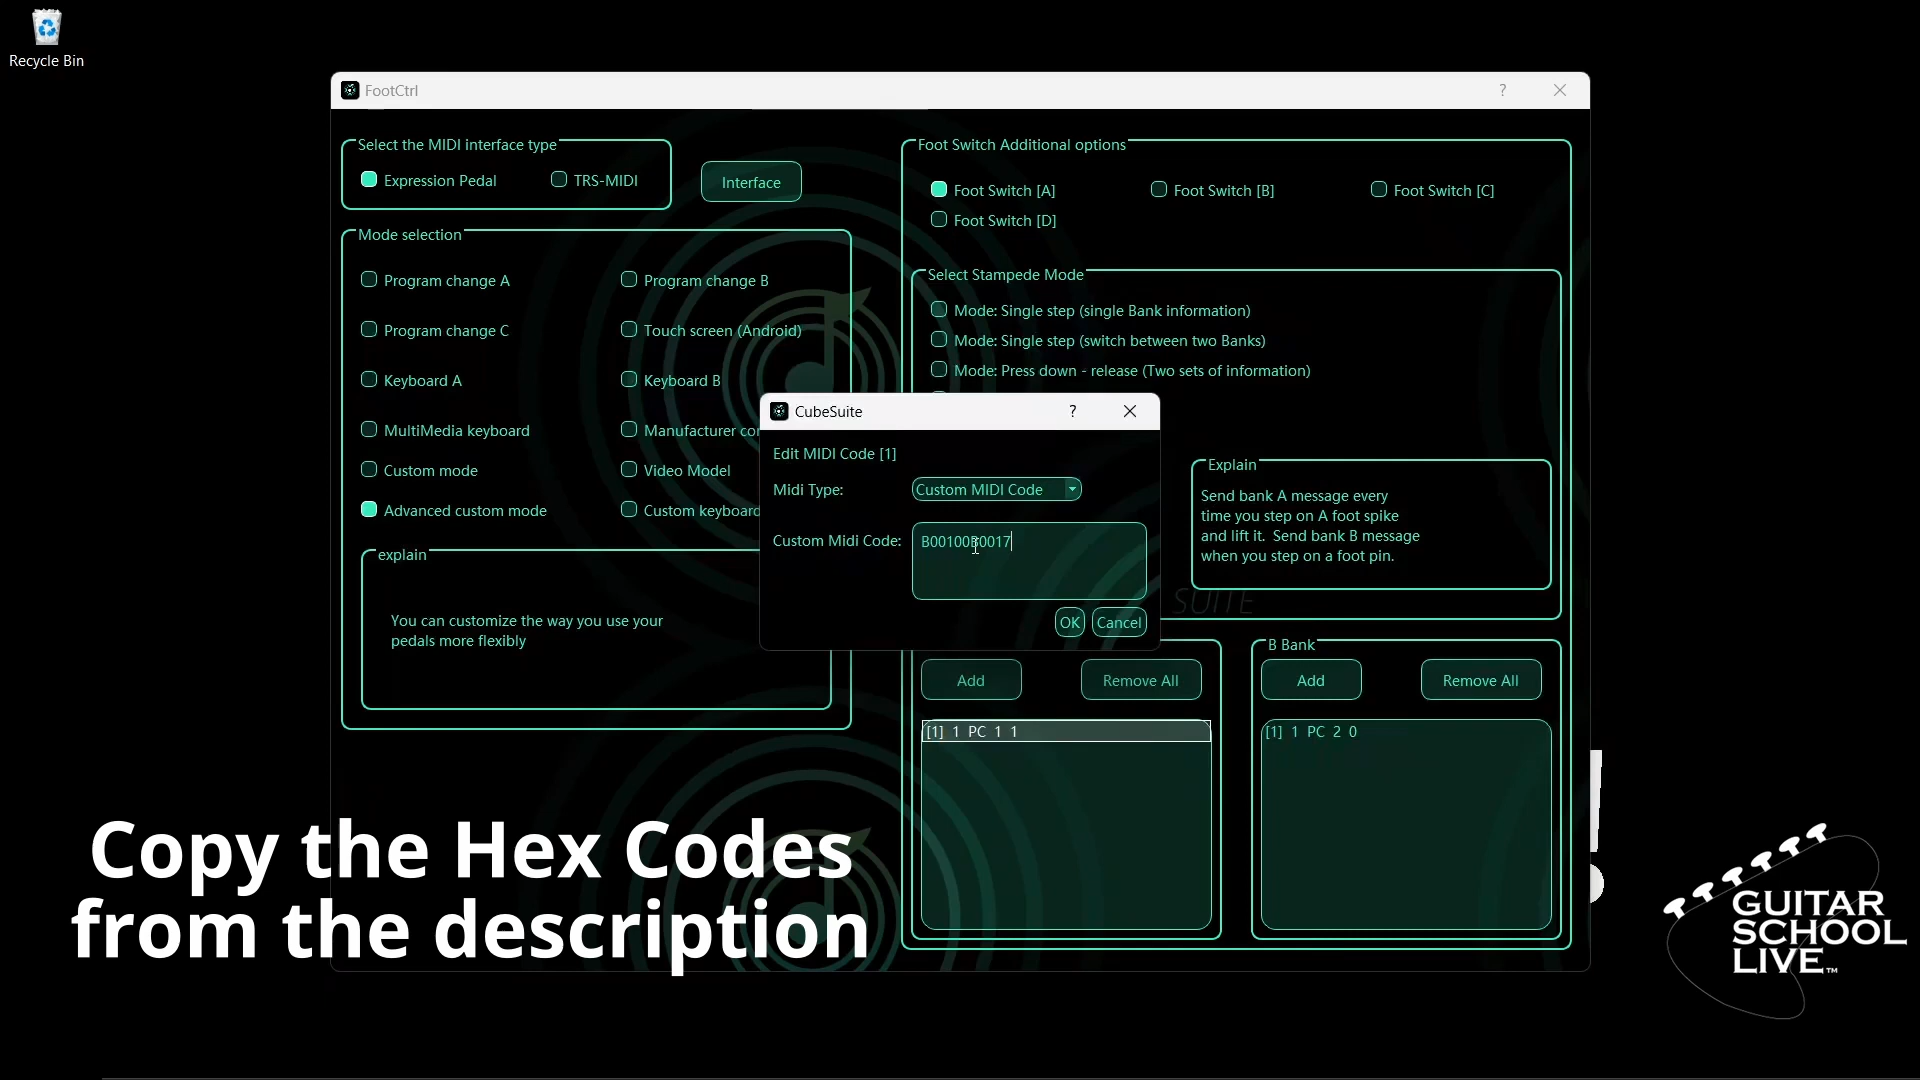 Recycle Bin
FootCtrl
?
Select the MIDI interface type
Expression Pedal
TRS-MIDI
Interface
Mode selection
Program change A
Program change B
Program change C
Touch screen (Android)
Keyboard A
Keyboard B
MultiMedia keyboard
Manufacturer cor
Custom mode
Video Model
Advanced custom mode
Custom keyboard
explain
You can customize the way you use your
pedals more flexibly
Foot Switch Additional options
Foot Switch [A]
Foot Switch [B]
Foot Switch [C]
Foot Switch [D]
Select Stampede Mode
Mode: Single step (single Bank information)
Mode: Single step (switch between two Banks)
Mode: Press down - release (Two sets of information)
CubeSuite
?
Edit MIDI Code [1]
Midi Type:
Custom MIDI Code
Custom Midi Code:
OK
Cancel
Explain
Send bank A message every
time you step on A foot spike
and lift it. Send bank B message
when you step on a foot pin.
SUITE
Add
Remove All
[1] 1 PC 1 1
B Bank
Add
Remove All
[1] 1 PC 2 0
Copy the Hex Codes
from the description
GUITAR
SCHOOL
LIVE™